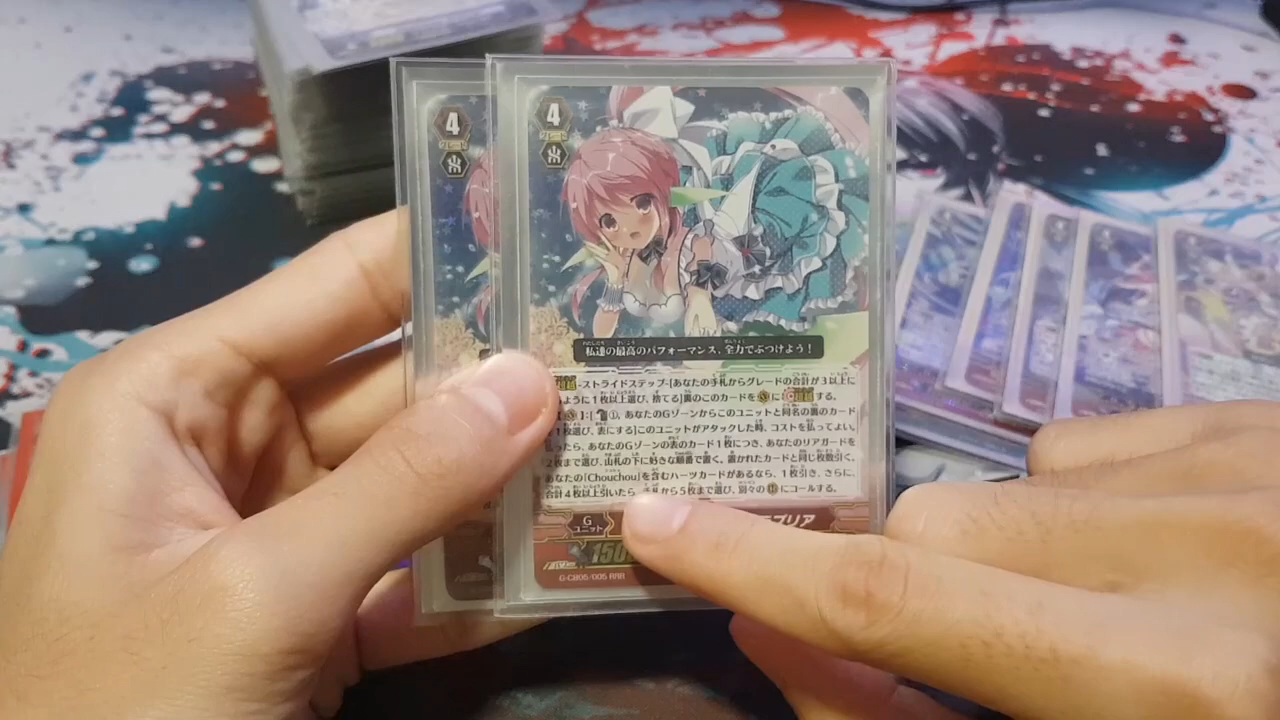 4
グレード
4
グレード
私達の最高のパフォーマンス、全力でぶつけよう！
超越-ストライドステップ-[あなたの手札からグレードの合計が3以上に
ように1枚以上選び、捨てる]裏のこのカードを(V)に超越する。
【(V)】:[①,あなたのGゾーンからこのユニットと同名の裏のカード
1枚選び、表にする]このユニットがアタックした時、コストを払ってよい。
払ったら、あなたのGゾーンの表のカード1枚につき、あなたのリアガードを
2枚まで選び、山札の下に好きな順番で置く。置かれたカードと同じ枚数引く。
あなたの「Chouchou」を含むハーツカードがあるなら、1枚引き、さらに、
合計4枚以上引いたら、手札から5枚まで選び、別々の(R)にコールする。
G
ユニット
プリア
150
G-CB05/005 RRR